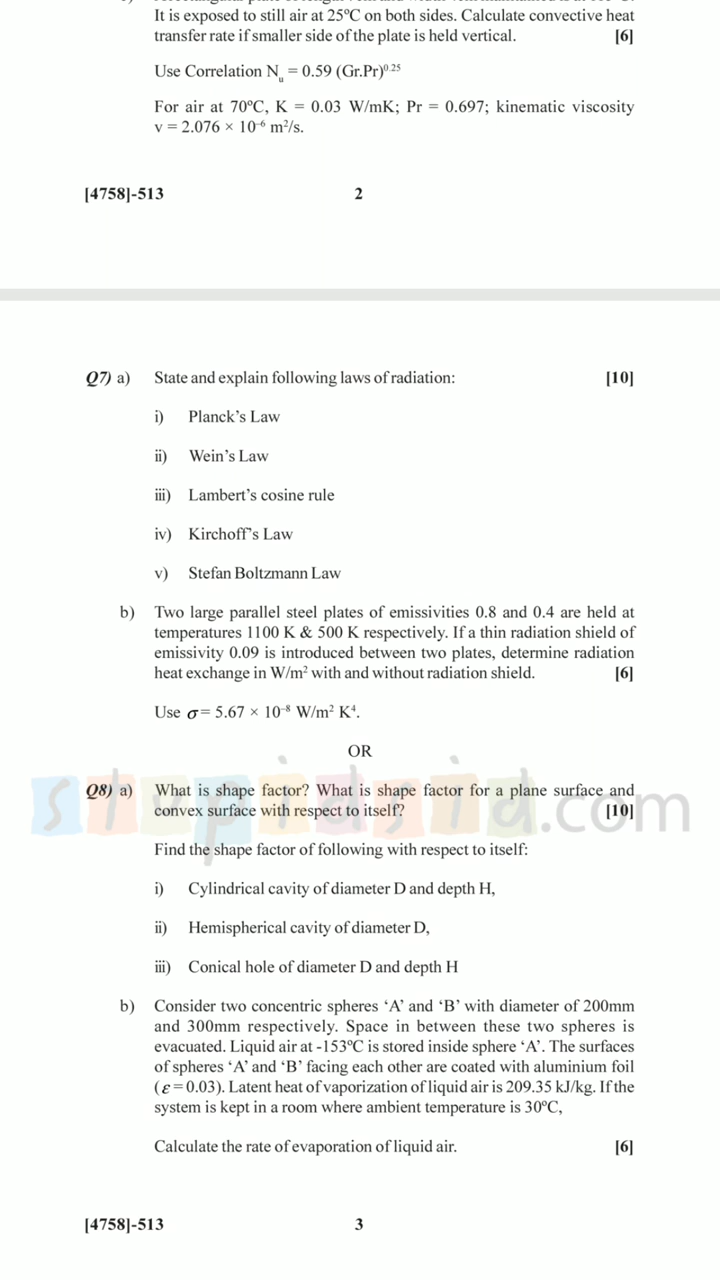 It is exposed to still air at 25ºC on both sides. Calculate convective heat
transfer rate if smaller side of the plate is held vertical. [6]
Use Correlation Nu = 0.59 (Gr.Pr)^0.25
For air at 70ºC, K = 0.03 W/mK; Pr = 0.697; kinematic viscosity
v = 2.076 × 10⁻⁶ m²/s.
[4758]-513 2
Q7) a) State and explain following laws of radiation: [10]
i) Planck's Law
ii) Wein's Law
iii) Lambert's cosine rule
iv) Kirchoff's Law
v) Stefan Boltzmann Law
b) Two large parallel steel plates of emissivities 0.8 and 0.4 are held at
temperatures 1100 K & 500 K respectively. If a thin radiation shield of
emissivity 0.09 is introduced between two plates, determine radiation
heat exchange in W/m² with and without radiation shield. [6]
Use σ = 5.67 × 10⁻⁸ W/m² K⁴.
OR
stupidsid.com
Q8) a) What is shape factor? What is shape factor for a plane surface and
convex surface with respect to itself? [10]
Find the shape factor of following with respect to itself:
i) Cylindrical cavity of diameter D and depth H,
ii) Hemispherical cavity of diameter D,
iii) Conical hole of diameter D and depth H
b) Consider two concentric spheres 'A' and 'B' with diameter of 200mm
and 300mm respectively. Space in between these two spheres is
evacuated. Liquid air at -153ºC is stored inside sphere 'A'. The surfaces
of spheres 'A' and 'B' facing each other are coated with aluminium foil
(ε = 0.03). Latent heat of vaporization of liquid air is 209.35 kJ/kg. If the
system is kept in a room where ambient temperature is 30ºC,
Calculate the rate of evaporation of liquid air. [6]
[4758]-513 3